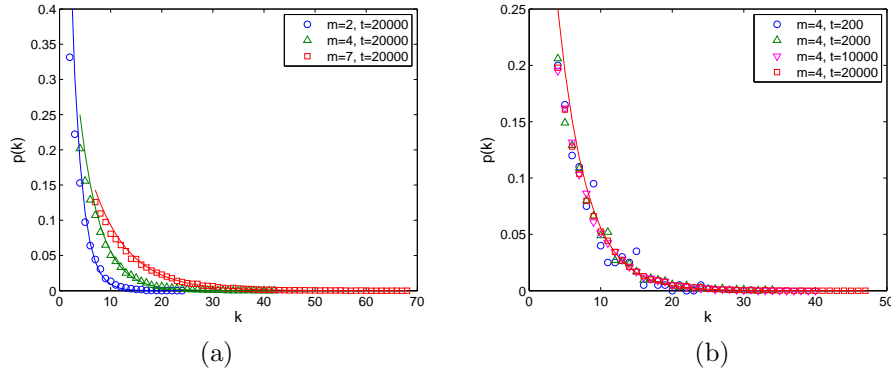 0.4
0.35
0.3
0.25
0.2
0.15
0.1
0.05
0
p(k)
0 10 20 30 40 50 60 70
k
m=2, t=20000
m=4, t=20000
m=7, t=20000
(a)
0.25
0.2
0.15
0.1
0.05
0
p(k)
0 10 20 30 40 50
k
m=4, t=200
m=4, t=2000
m=4, t=10000
m=4, t=20000
(b)